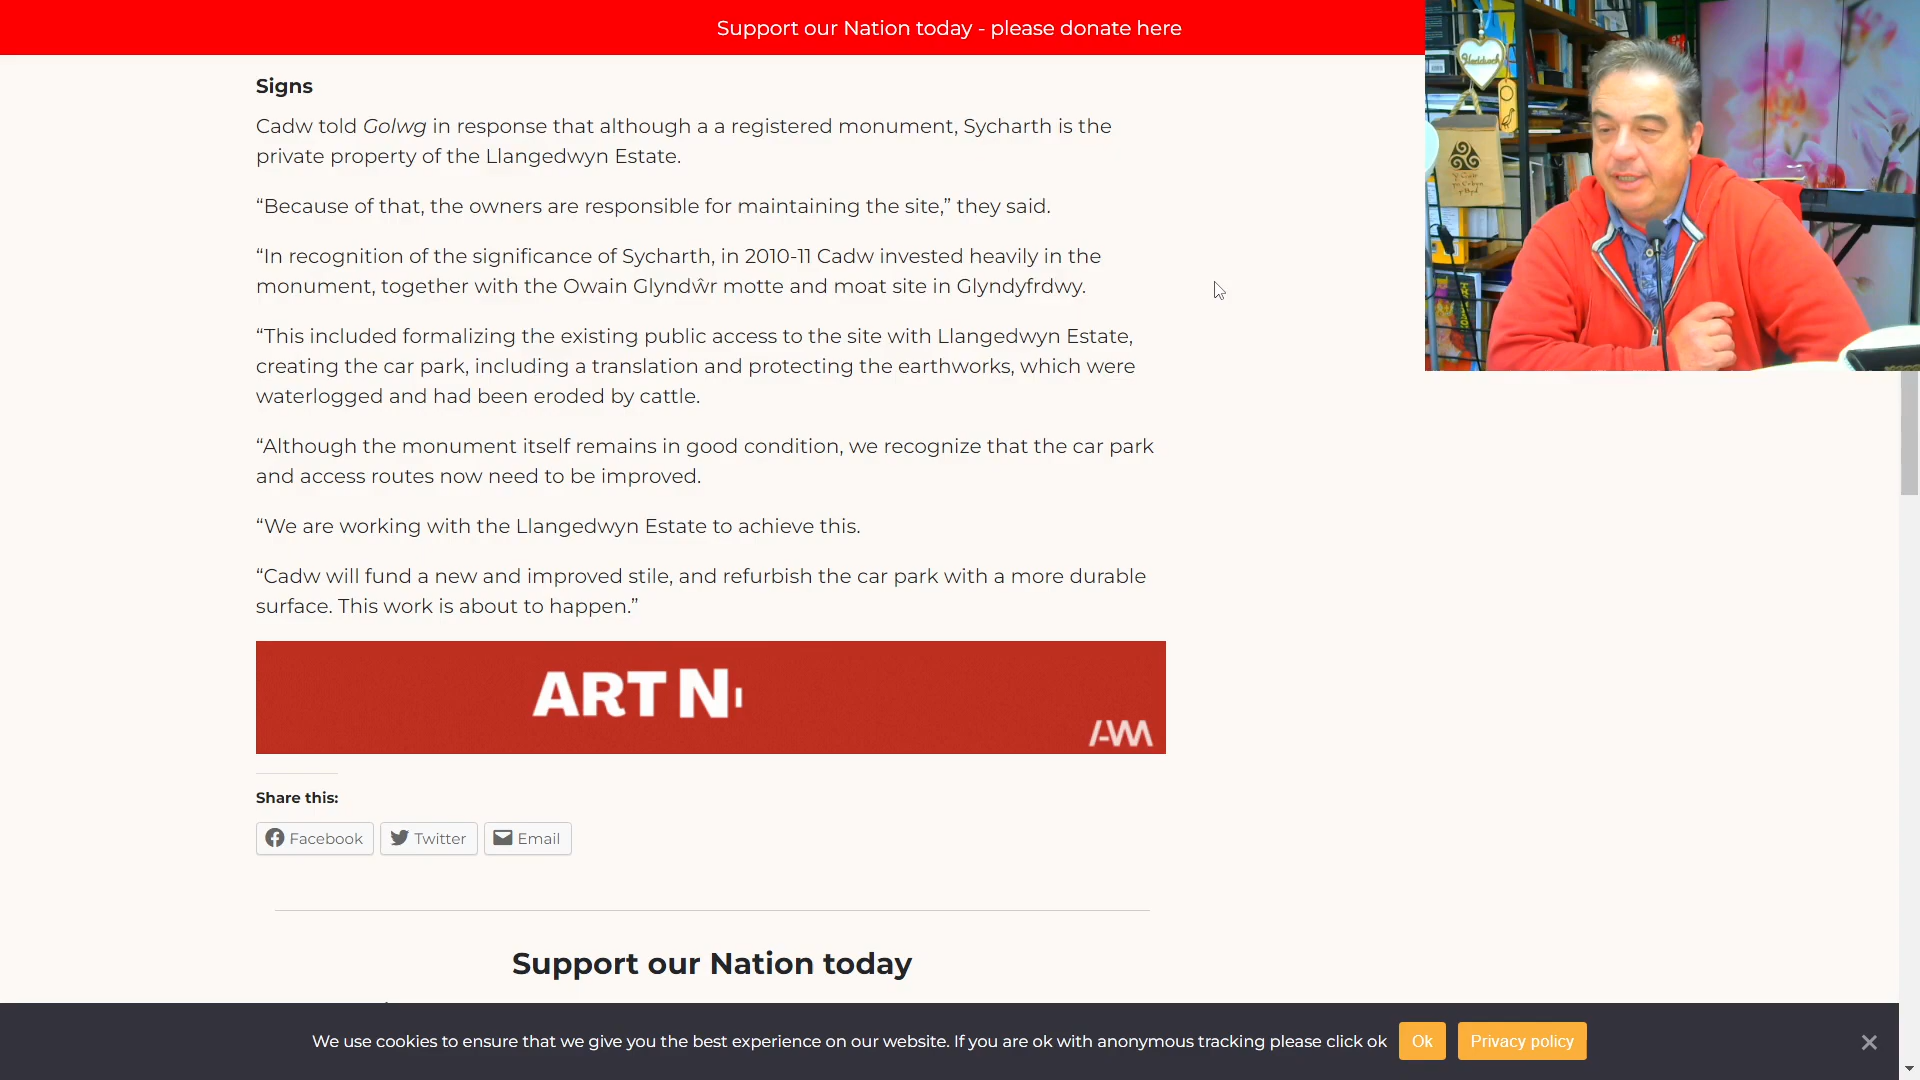 Support our Nation today - please donate here
Signs
Cadw told Golwg in response that although a a registered monument, Sycharth is the
private property of the Llangedwyn Estate.
“Because of that, the owners are responsible for maintaining the site,” they said.
“In recognition of the significance of Sycharth, in 2010-11 Cadw invested heavily in the
monument, together with the Owain Glyndŵr motte and moat site in Glyndyfrdwy.
“This included formalizing the existing public access to the site with Llangedwyn Estate,
creating the car park, including a translation and protecting the earthworks, which were
waterlogged and had been eroded by cattle.
“Although the monument itself remains in good condition, we recognize that the car park
and access routes now need to be improved.
“We are working with the Llangedwyn Estate to achieve this.
“Cadw will fund a new and improved stile, and refurbish the car park with a more durable
surface. This work is about to happen.”
ART N
Share this:
Facebook
Twitter
Email
Support our Nation today
We use cookies to ensure that we give you the best experience on our website. If you are ok with anonymous tracking please click ok
Ok
Privacy policy
Heddwch